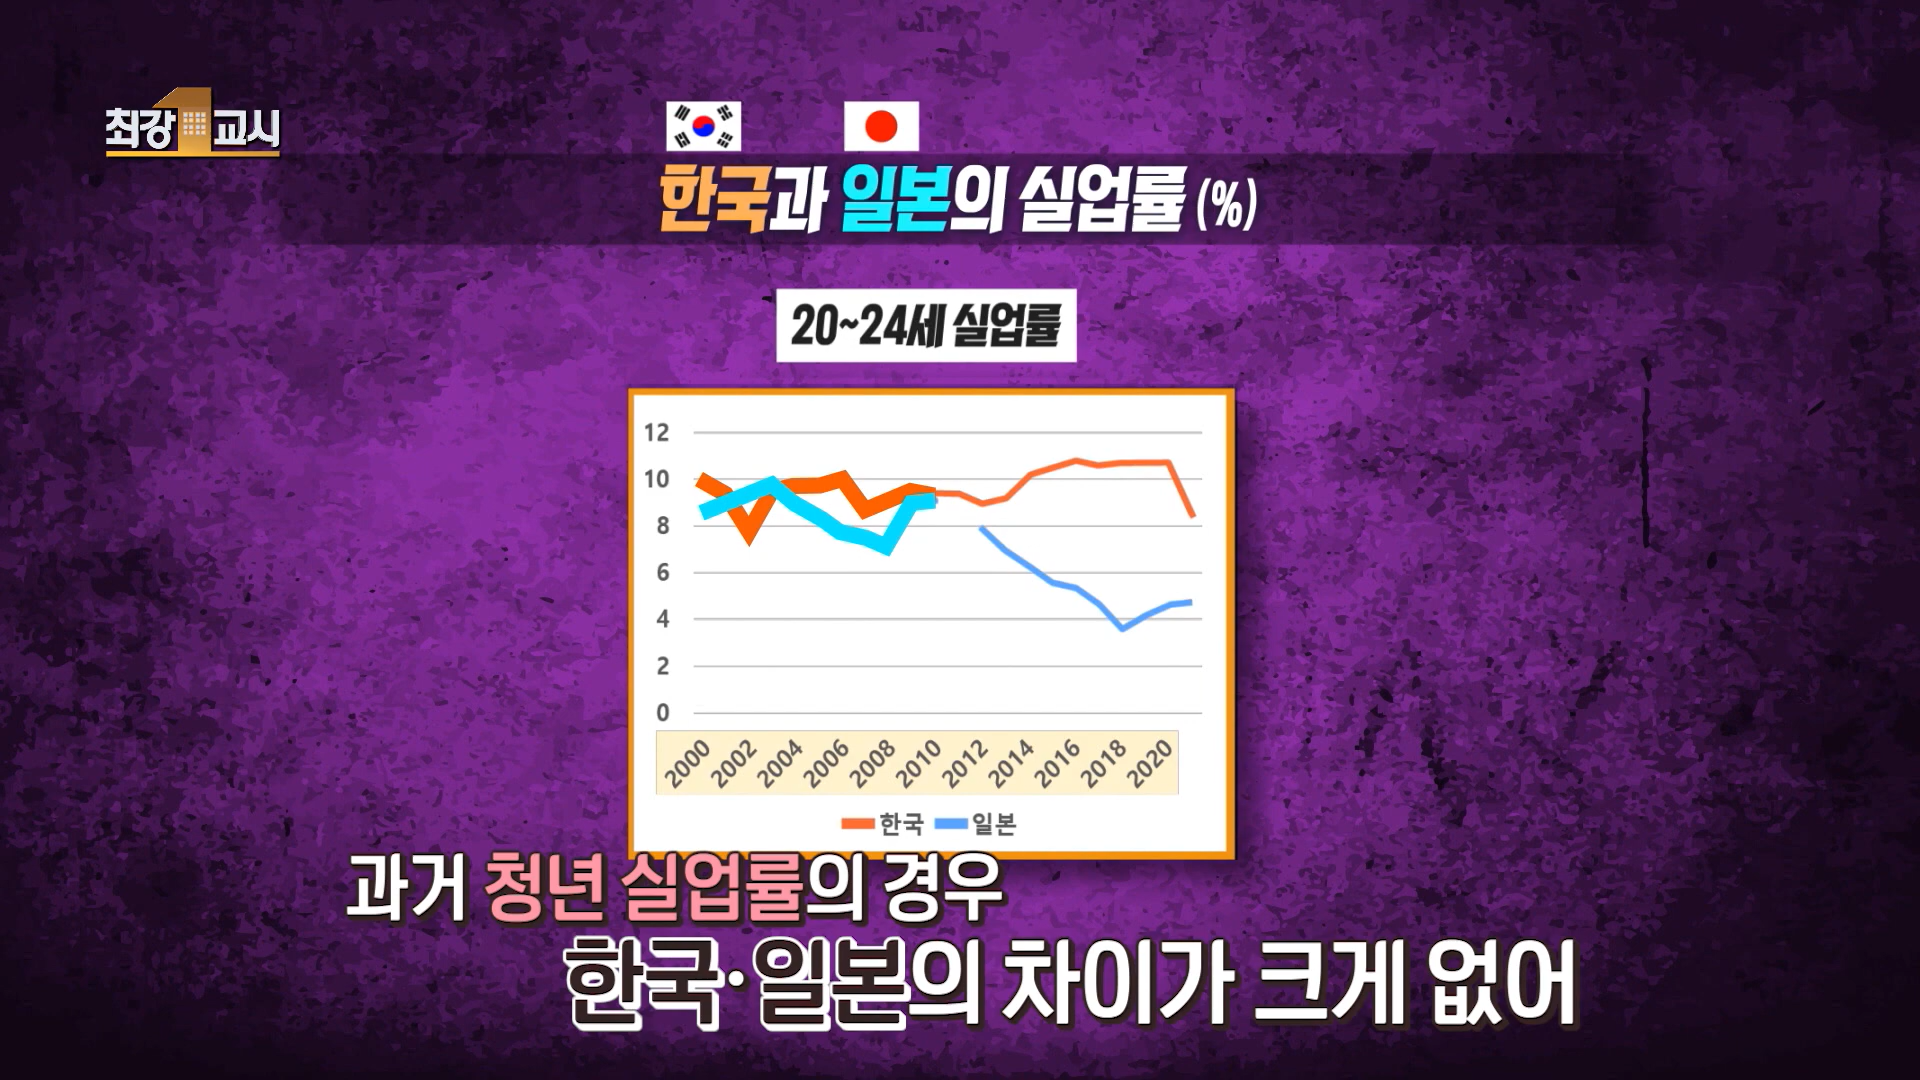 최강1교시
한국과 일본의 실업률 (%)
20~24세 실업률
12
10
8
6
4
2
0
2000 2002 2004 2006 2008 2010 2012 2014 2016 2018 2020
한국 일본
과거 청년 실업률의 경우
한국·일본의 차이가 크게 없어